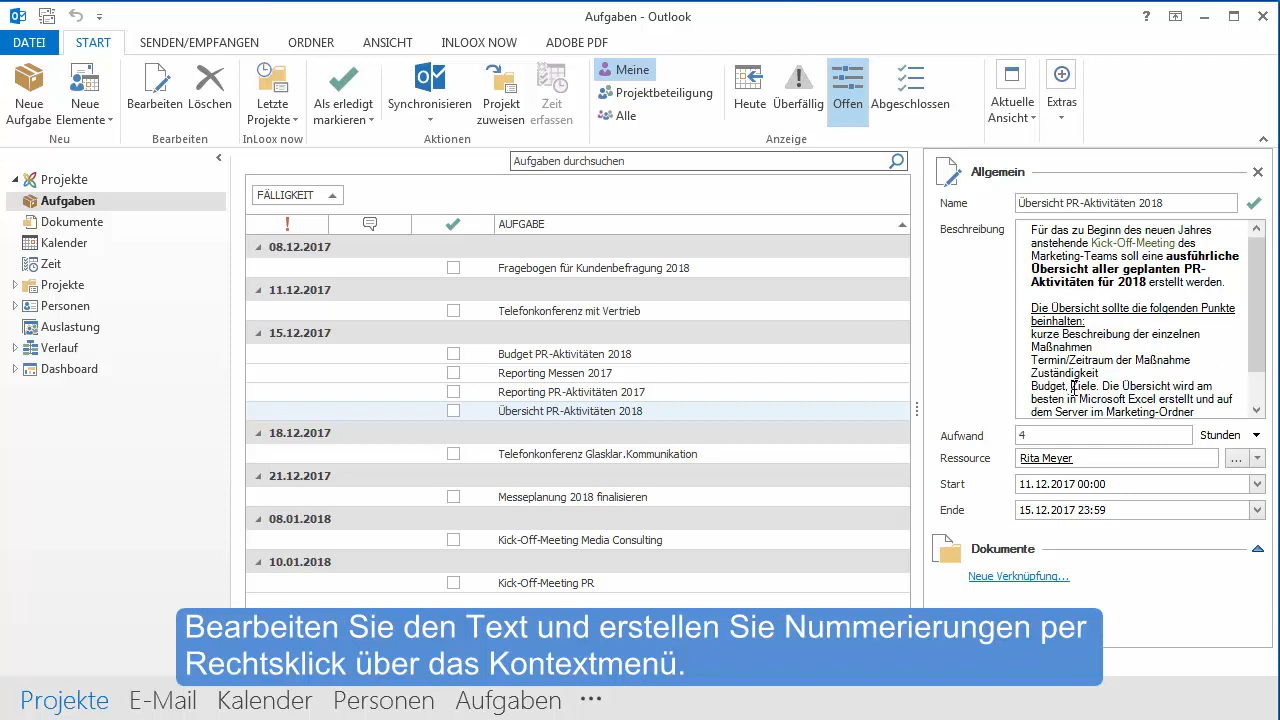 Aufgaben - Outlook
?
DATEI START SENDEN/EMPFANGEN ORDNER ANSICHT INLOOX NOW ADOBE PDF
Neue Aufgabe
Neue Elemente
Neu
Bearbeiten
Löschen
Bearbeiten
Letzte Projekte
InLoox now
Als erledigt markieren
Synchronisieren
Projekt zuweisen
Zeit erfassen
Aktionen
Meine
Projektbeteiligung
Alle
Heute
Überfällig
Offen
Abgeschlossen
Anzeige
Aktuelle Ansicht
Extras
Projekte
Aufgaben
Dokumente
Kalender
Zeit
Projekte
Personen
Auslastung
Verlauf
Dashboard
Aufgaben durchsuchen
FÄLLIGKEIT
! AUFGABE
08.12.2017
Fragebogen für Kundenbefragung 2018
11.12.2017
Telefonkonferenz mit Vertrieb
15.12.2017
Budget PR-Aktivitäten 2018
Reporting Messen 2017
Reporting PR-Aktivitäten 2017
Übersicht PR-Aktivitäten 2018
18.12.2017
Telefonkonferenz Glasklar.Kommunikation
21.12.2017
Messeplanung 2018 finalisieren
08.01.2018
Kick-Off-Meeting Media Consulting
10.01.2018
Kick-Off-Meeting PR
Allgemein
Name Übersicht PR-Aktivitäten 2018
Beschreibung
Für das zu Beginn des neuen Jahres
anstehende Kick-Off-Meeting des
Marketing-Teams soll eine ausführliche
Übersicht aller geplanten PR-
Aktivitäten für 2018 erstellt werden.
Die Übersicht sollte die folgenden Punkte
beinhalten:
kurze Beschreibung der einzelnen
Maßnahmen
Termin/Zeitraum der Maßnahme
Zuständigkeit
Budget, Ziele. Die Übersicht wird am
besten in Microsoft Excel erstellt und auf
dem Server im Marketing-Ordner
Aufwand 4 Stunden
Ressource Rita Meyer ...
Start 11.12.2017 00:00
Ende 15.12.2017 23:59
Dokumente
Neue Verknüpfung...
Bearbeiten Sie den Text und erstellen Sie Nummerierungen per
Rechtsklick über das Kontextmenü.
Projekte E-Mail Kalender Personen Aufgaben ...